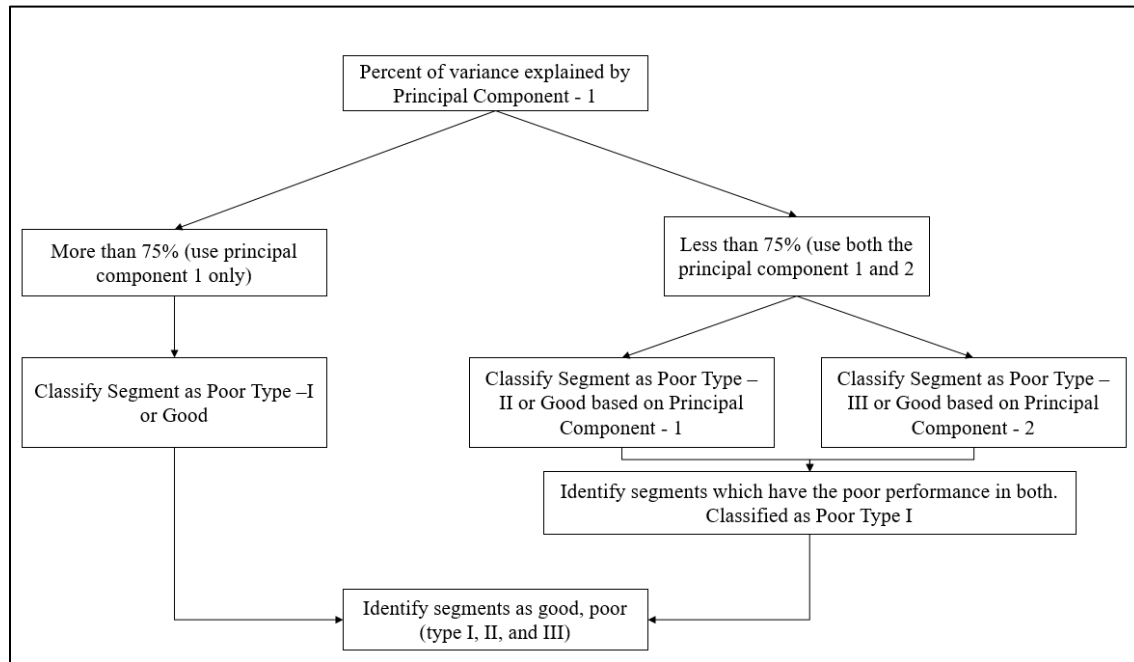 Percent of variance explained by
Principal Component - 1
More than 75% (use principal
component 1 only)
Less than 75% (use both the
principal component 1 and 2
Classify Segment as Poor Type –I
or Good
Classify Segment as Poor Type –
II or Good based on Principal
Component - 1
Classify Segment as Poor Type –
III or Good based on Principal
Component - 2
Identify segments which have the poor performance in both.
Classified as Poor Type I
Identify segments as good, poor
(type I, II, and III)